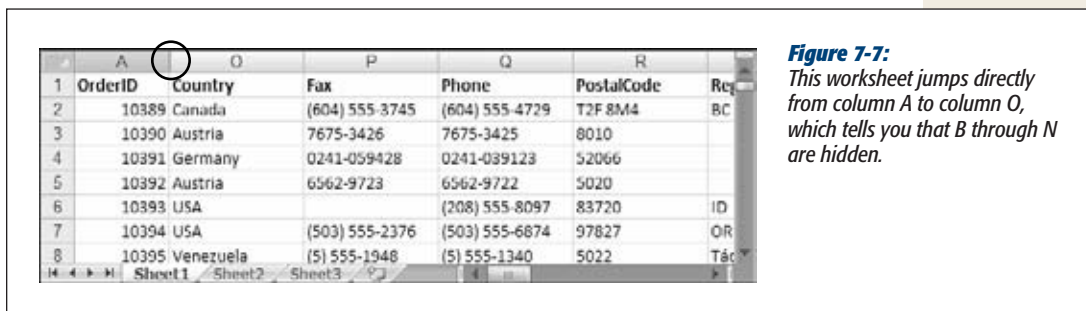 A O P Q R
1 OrderID Country Fax Phone PostalCode Reg
2 10389 Canada (604) 555-3745 (604) 555-4729 T2F 8M4 BC
3 10390 Austria 7675-3426 7675-3425 8010
4 10391 Germany 0241-059428 0241-039123 52066
5 10392 Austria 6562-9723 6562-9722 5020
6 10393 USA (208) 555-8097 83720 ID
7 10394 USA (503) 555-2376 (503) 555-6874 97827 OR
8 10395 Venezuela (5) 555-1948 (5) 555-1340 5022 Tác
Sheet1 Sheet2 Sheet3
Figure 7-7:
This worksheet jumps directly
from column A to column O,
which tells you that B through N
are hidden.